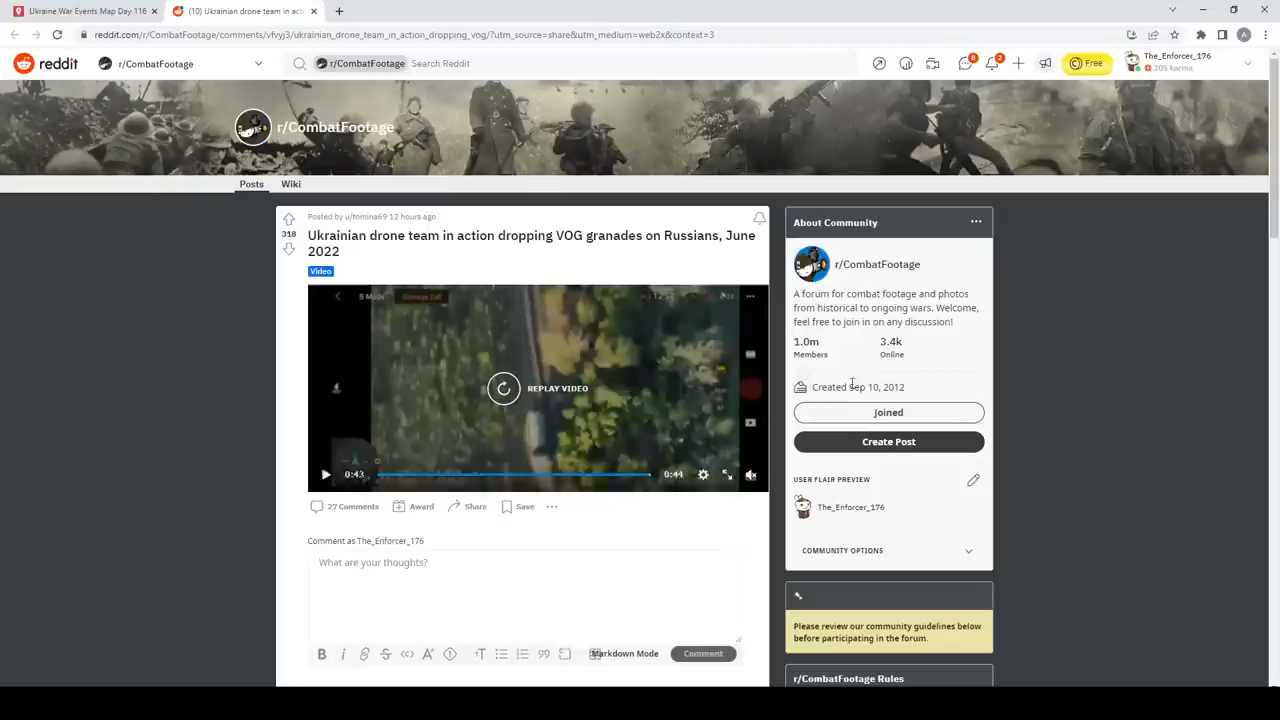 Ukraine War Events Map Day 116
(10) Ukrainian drone team in acti
reddit.com/r/CombatFootage/comments/vfvyj3/ukrainian_drone_team_in_action_dropping_vog/?utm_source=share&utm_medium=web2x&context=3
A
reddit
r/CombatFootage
r/CombatFootage
Search Reddit
8
2
Free
The_Enforcer_176
305 karma
r/CombatFootage
Posts
Wiki
318
Posted by u/tomina69 12 hours ago
Ukrainian drone team in action dropping VOG granades on Russians, June
2022
Video
S Mode
REPLAY VIDEO
0:43
0:44
27 Comments
Award
Share
Save
Comment as The_Enforcer_176
What are your thoughts?
Markdown Mode
Comment
About Community
r/CombatFootage
A forum for combat footage and photos
from historical to ongoing wars. Welcome,
feel free to join in on any discussion!
1.0m
3.4k
Members
Online
Created Sep 10, 2012
Joined
Create Post
USER FLAIR PREVIEW
The_Enforcer_176
COMMUNITY OPTIONS
Please review our community guidelines below
before participating in the forum.
r/CombatFootage Rules